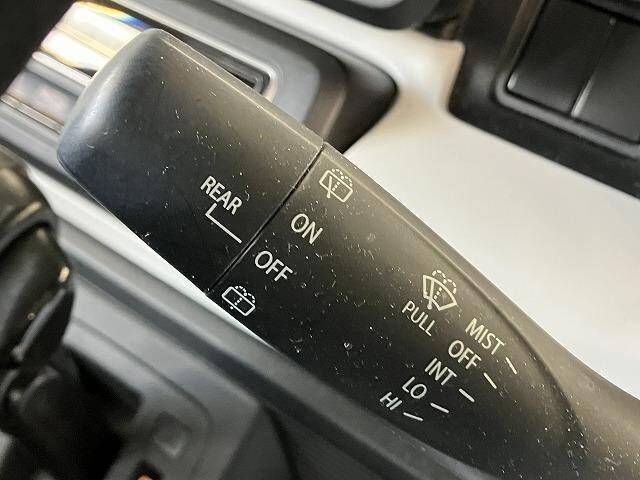 REAR
ON
OFF
PULL
MIST
OFF
INT
LO
HI